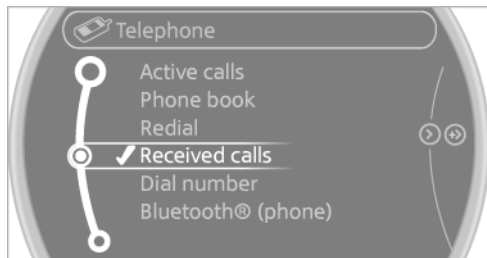 Telephone
Active calls
Phone book
Redial
Received calls
Dial number
Bluetooth® (phone)